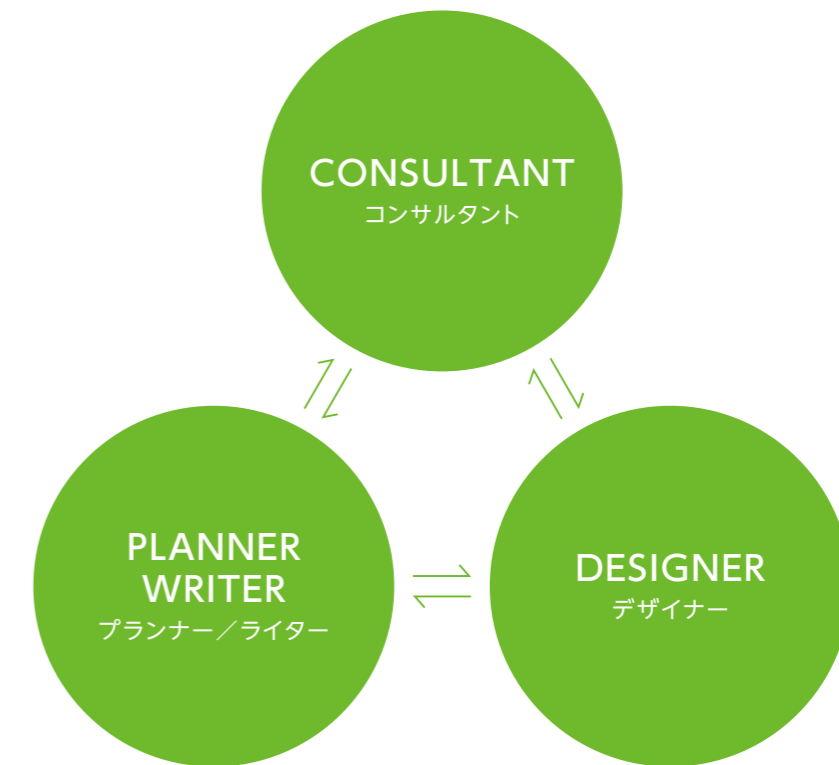 CONSULTANT
コンサルタント
PLANNER
WRITER
プランナー／ライター
DESIGNER
デザイナー